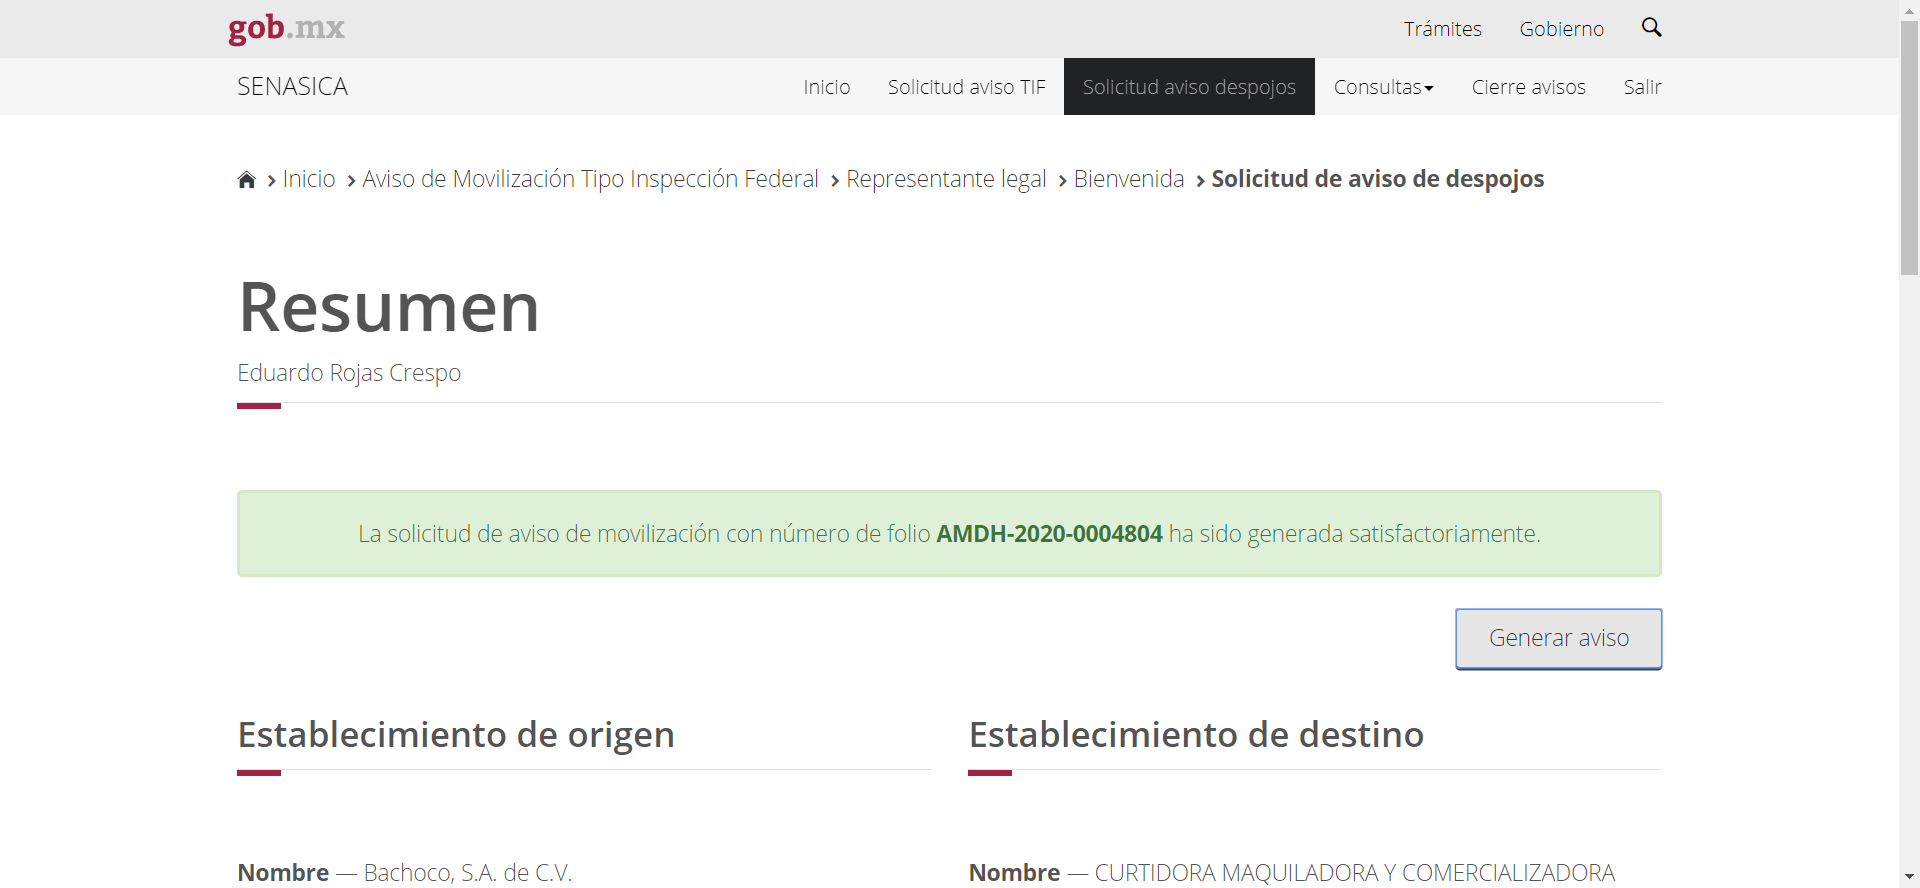 gob.mx
Trámites Gobierno
SENASICA
Inicio Solicitud aviso TIF Solicitud aviso despojos Consultas Cierre avisos Salir
Inicio Aviso de Movilización Tipo Inspección Federal Representante legal Bienvenida Solicitud de aviso de despojos
Resumen
Eduardo Rojas Crespo
La solicitud de aviso de movilización con número de folio AMDH-2020-0004804 ha sido generada satisfactoriamente.
Generar aviso
Establecimiento de origen
Nombre — Bachoco, S.A. de C.V.
Establecimiento de destino
Nombre — CURTIDORA MAQUILADORA Y COMERCIALIZADORA